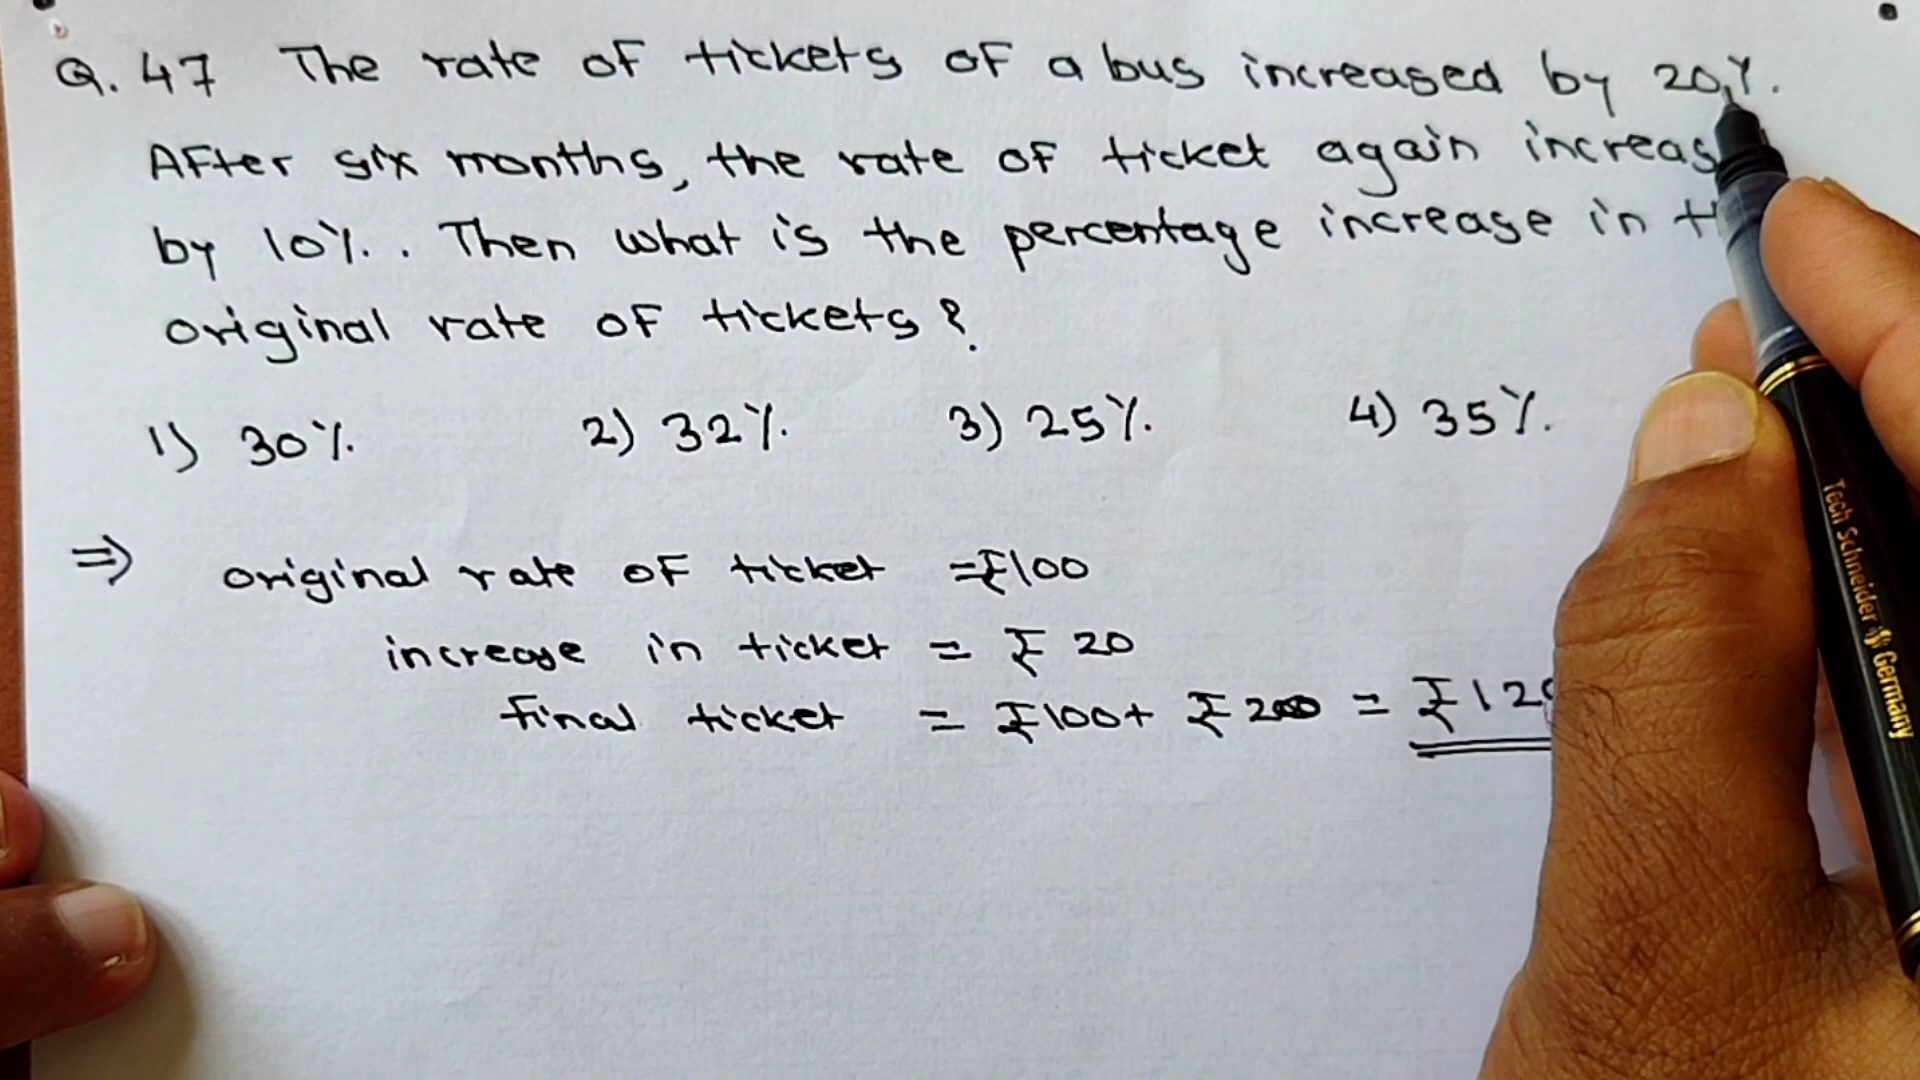 Q. 47 The rate of tickets of a bus increased by 20%.
After six months, the rate of ticket again increas
by 10%.. Then what is the percentage increase in
original rate of tickets?
1) 30%. 2) 32%. 3) 25%. 4) 35%.
⇒ original rate of ticket = ₹100
increase in ticket = ₹ 20
final ticket = ₹100+ ₹ 20 = ₹120
Tech Schneider Germany